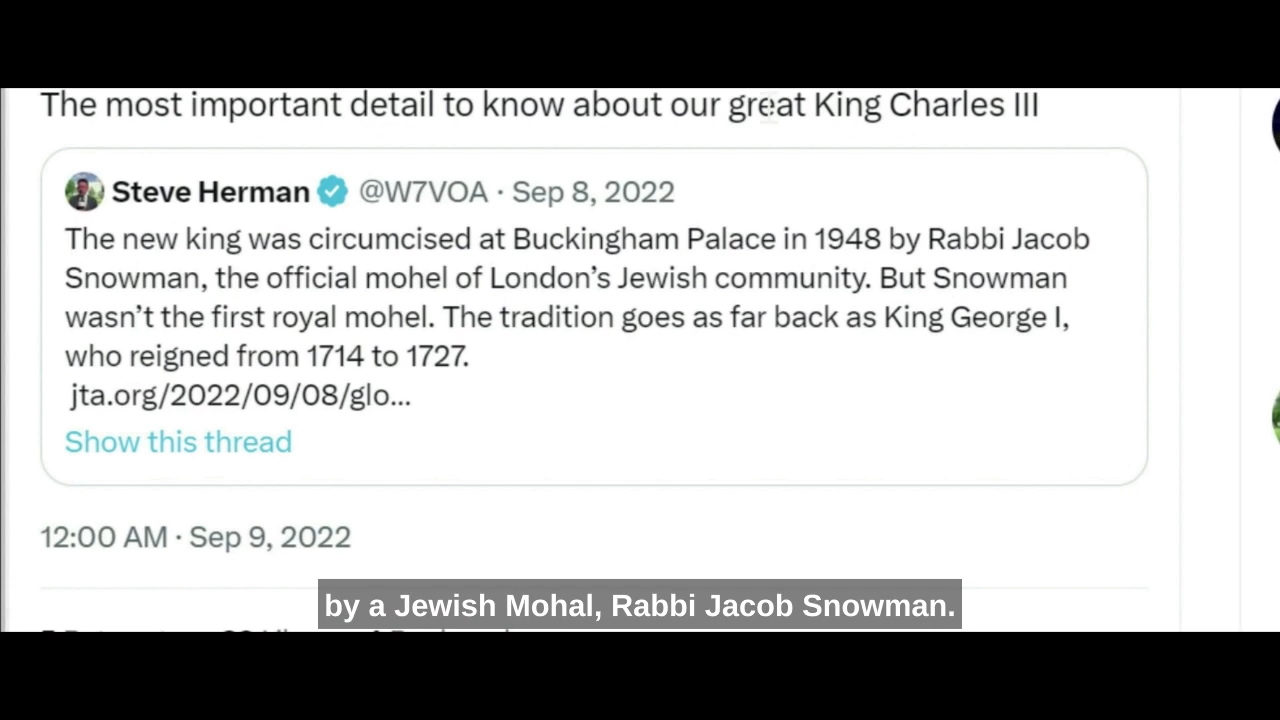 The most important detail to know about our great King Charles III
Steve Herman @W7VOA · Sep 8, 2022
The new king was circumcised at Buckingham Palace in 1948 by Rabbi Jacob
Snowman, the official mohel of London’s Jewish community. But Snowman
wasn’t the first royal mohel. The tradition goes as far back as King George I,
who reigned from 1714 to 1727.
jta.org/2022/09/08/glo...
Show this thread
12:00 AM · Sep 9, 2022
by a Jewish Mohal, Rabbi Jacob Snowman.